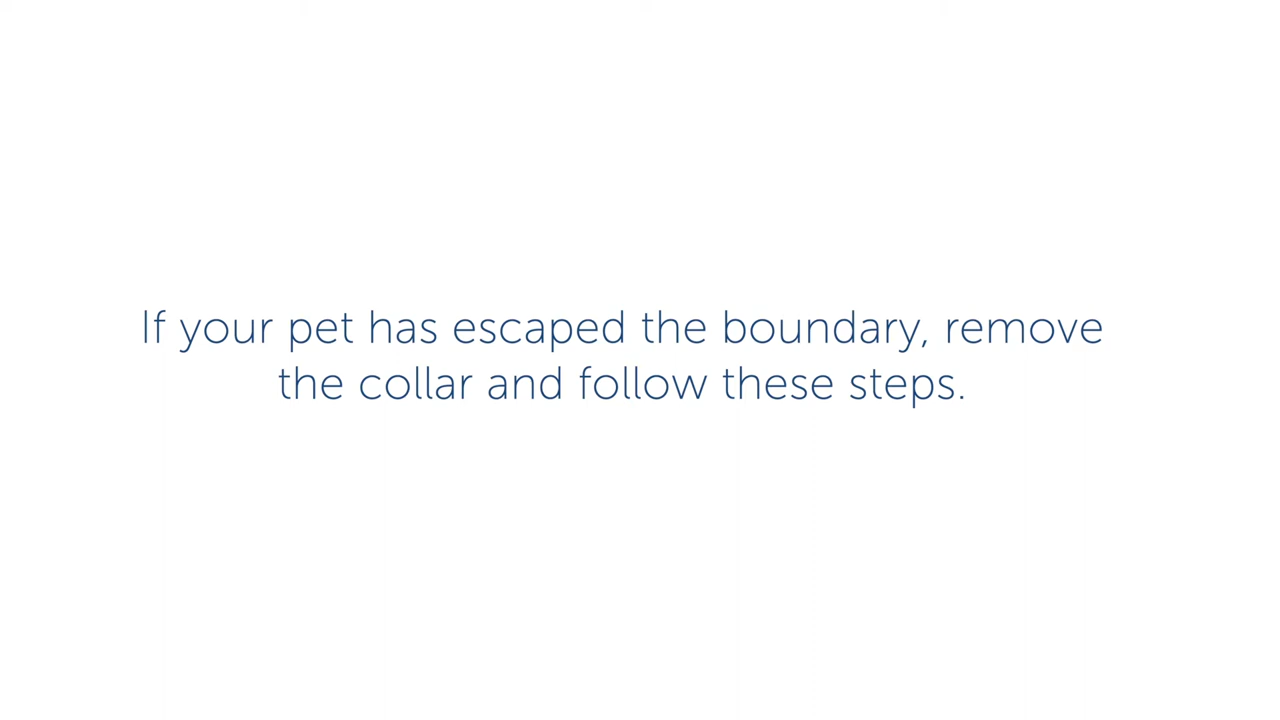 If your pet has escaped the boundary, remove
the collar and follow these steps.